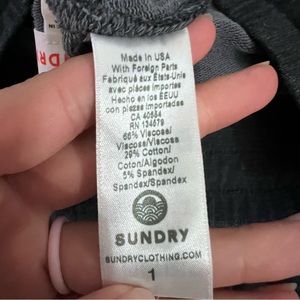 Made in USA
With Foreign Parts
Fabriqué aux États-Unis
avec pièces importées
Hecho en los EEUU
con piezas importadas
CA 40554
RN 134579
66% Viscose/
Viscose/Viscosa
29% Cotton/
Coton/Algodon
5% Spandex/
Spandex/Spandex
SUNDRY
SUNDRYCLOTHING.COM
1